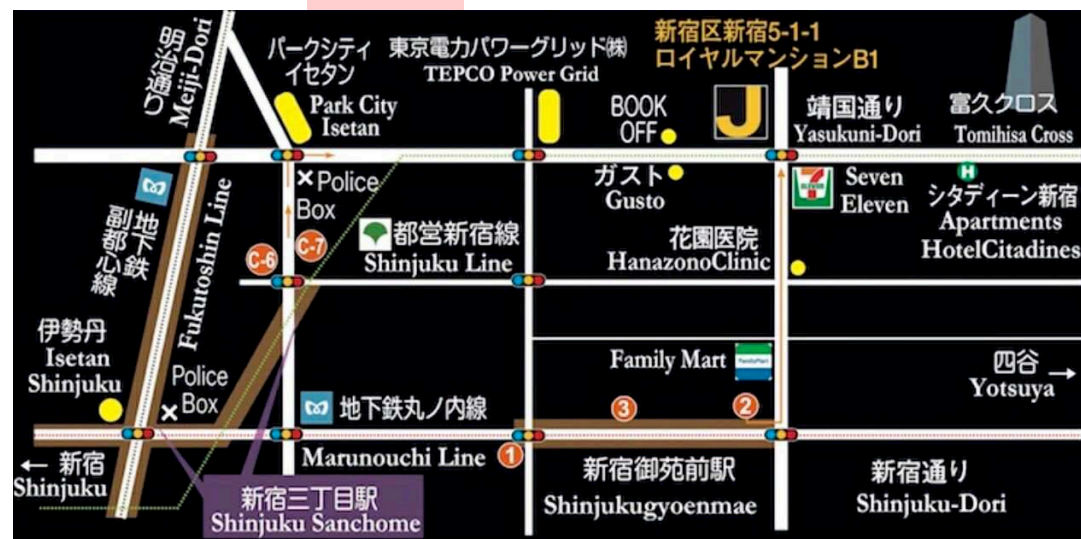 明治通り
Meiji-Dori
パークシティ
イセタン
Park City
Isetan
東京電力パワーグリッド㈱
TEPCO Power Grid
新宿区新宿5-1-1
ロイヤルマンションB1
BOOK
OFF
J
靖国通り
Yasukuni-Dori
富久クロス
Tomihisa Cross
Police
Box
ガスト
Gusto
7
ELEVEN
Seven
Eleven
H
シタディーン新宿
Apartments
HotelCitadines
地下鉄
副都心線
Fukutoshin Line
C-6
C-7
都営新宿線
Shinjuku Line
花園医院
HanazonoClinic
伊勢丹
Isetan
Shinjuku
Police
Box
Family Mart
FamilyMart
四谷
Yotsuya →
地下鉄丸ノ内線
Marunouchi Line
1
3
2
← 新宿
Shinjuku
新宿三丁目駅
Shinjuku Sanchome
新宿御苑前駅
Shinjukugyoenmae
新宿通り
Shinjuku-Dori